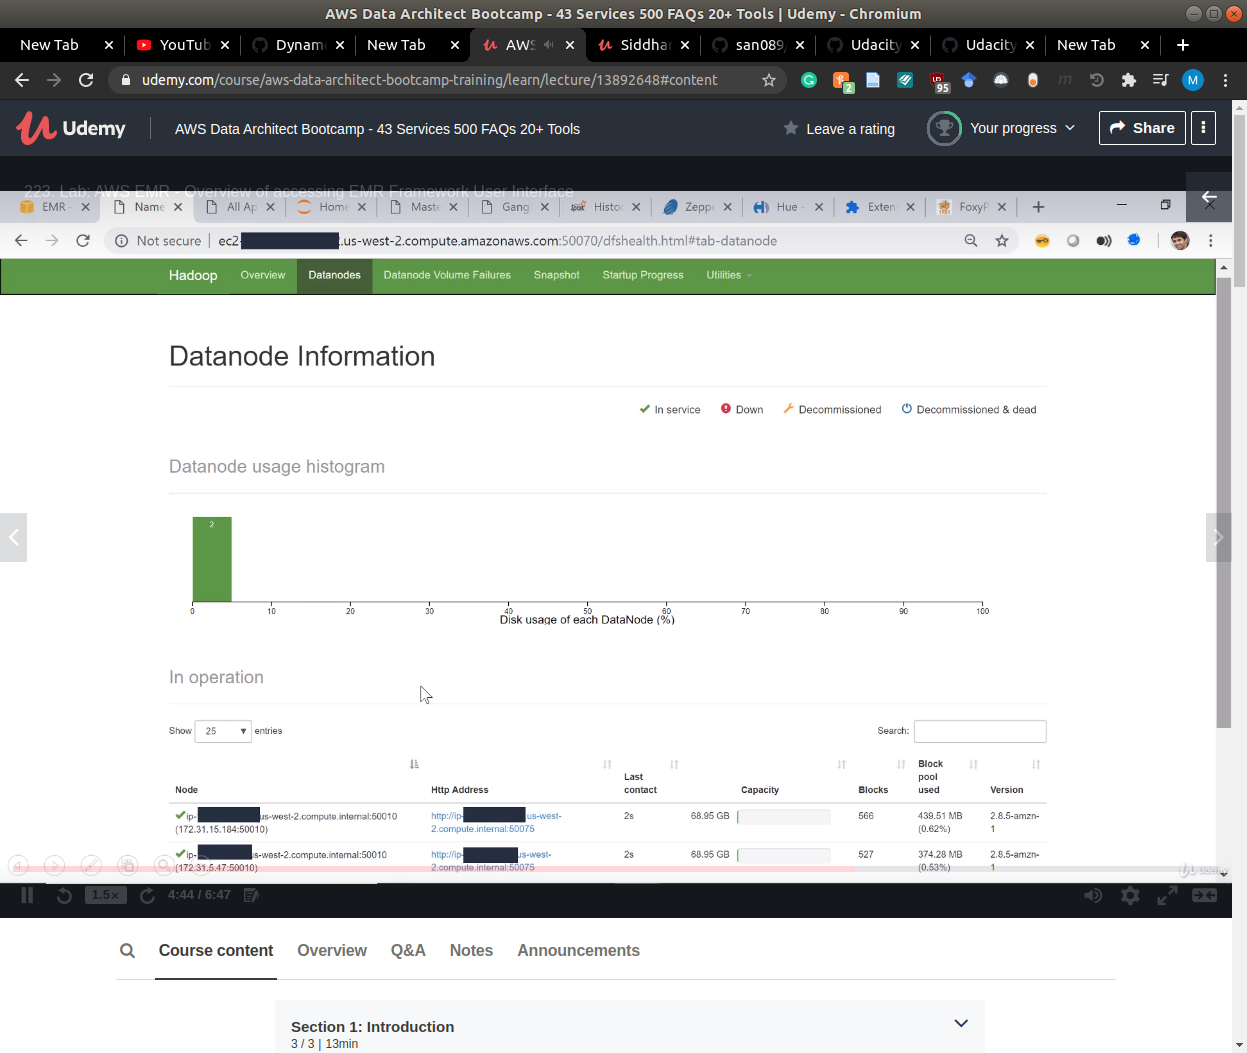 AWS Data Architect Bootcamp - 43 Services 500 FAQs 20+ Tools | Udemy - Chromium
New Tab YouTub Dynam New Tab AWS Siddha san089 Udacity Udacity New Tab
udemy.com/course/aws-data-architect-bootcamp-training/learn/lecture/13892648#content
2 95 M
Udemy AWS Data Architect Bootcamp - 43 Services 500 FAQs 20+ Tools Leave a rating Your progress Share
223. Lab: AWS EMR - Overview of accessing EMR Framework User Interface
EMR - Name All Ap Home Maste Gang Histo Zepp Hue - Exten FoxyP
Not secure | ec2- .us-west-2.compute.amazonaws.com:50070/dfshealth.html#tab-datanode
Hadoop Overview Datanodes Datanode Volume Failures Snapshot Startup Progress Utilities
Datanode Information
In service Down Decommissioned Decommissioned & dead
Datanode usage histogram
2
0 10 20 30 40 50 60 70 80 90 100
Disk usage of each DataNode (%)
In operation
Show 25 entries Search:
Node Http Address Last contact Capacity Blocks Block pool used Version
ip- us-west-2.compute.internal:50010 http://ip- .us-west- 2s 68.95 GB 566 439.51 MB 2.8.5-amzn-
(172.31.15.184:50010) 2.compute.internal:50075 (0.62%) 1
ip- s-west-2.compute.internal:50010 http://ip- us-west- 2s 68.95 GB 527 374.28 MB 2.8.5-amzn-
(172.31.5.47:50010) 2.compute.internal:50075 (0.53%) 1
Udemy
1.5× 4:44 / 6:47
Course content Overview Q&A Notes Announcements
Section 1: Introduction
3 / 3 | 13min